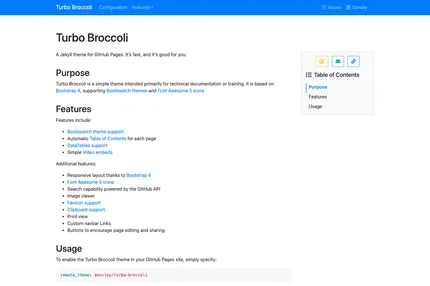 Turbo Broccoli Configuration Features Issues Donate
Turbo Broccoli
A Jekyll theme for GitHub Pages. It's fast, and it's good for you.
Table of Contents
Purpose
Features
Usage
Purpose
Turbo Broccoli is a simple theme intended primarily for technical documentation or training. It is based on
Bootstrap 4, supporting Bootswatch themes and Font Awesome 5 icons
Features
Features include:
Bootswatch theme support
Automatic Table of Contents for each page
DataTables support
Simple Video embeds
Additional features:
Responsive layout thanks to Bootstrap 4
Font Awesome 5 Icons
Search capability powered by the GitHub API
Image viewer
Favicon support
Clipboard support
Print view
Custom navbar Links
Buttons to encourage page editing and sharing
Usage
To enable the Turbo Broccoli theme in your GitHub Pages site, simply specify:
remote_theme: /turbo-broccoli